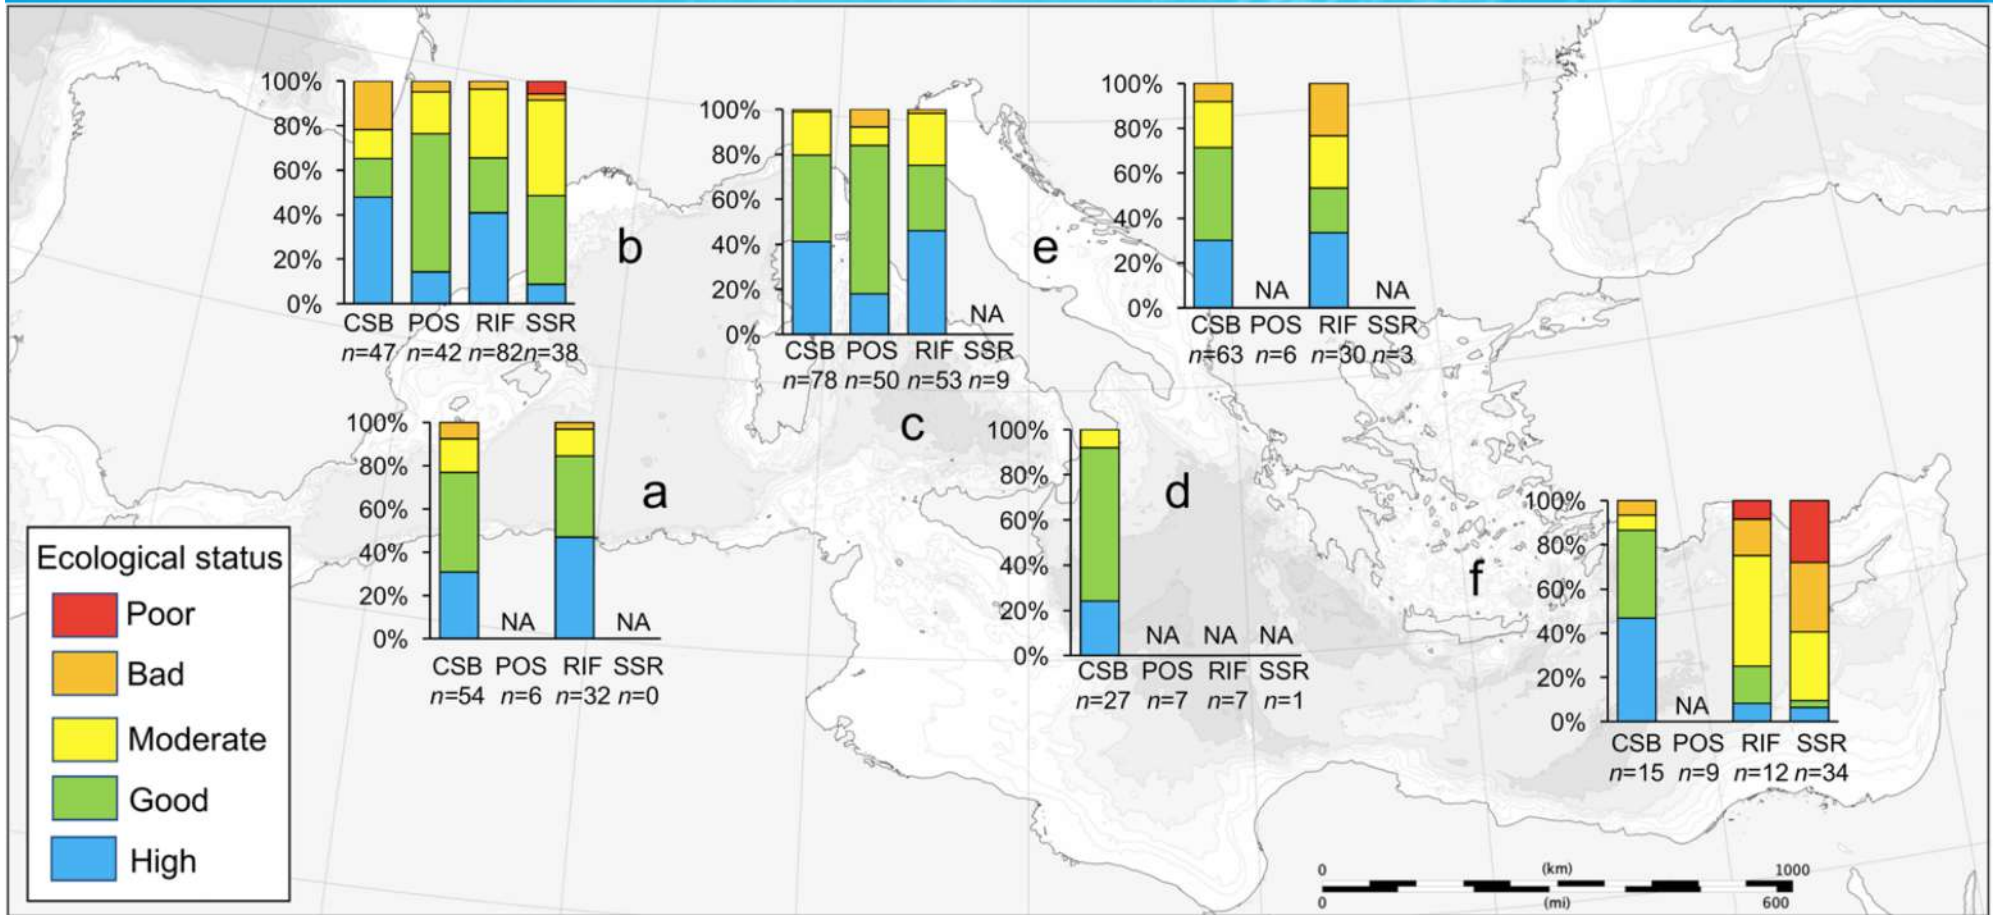 100% 80% 60% 40% 20% 0%
CSB POS RIF SSR
n=47 n=42 n=82 n=38
b
100% 80% 60% 40% 20% 0%
NA
CSB POS RIF SSR
n=78 n=50 n=53 n=9
c
e
100% 80% 60% 40% 20% 0%
NA NA
CSB POS RIF SSR
n=63 n=6 n=30 n=3
100% 80% 60% 40% 20% 0%
NA NA
CSB POS RIF SSR
n=54 n=6 n=32 n=0
a
100% 80% 60% 40% 20% 0%
NA NA NA
CSB POS RIF SSR
n=27 n=7 n=7 n=1
d
f
100% 80% 60% 40% 20% 0%
NA
CSB POS RIF SSR
n=15 n=9 n=12 n=34
Ecological status
Poor
Bad
Moderate
Good
High
0 (km) 1000
0 (mi) 600